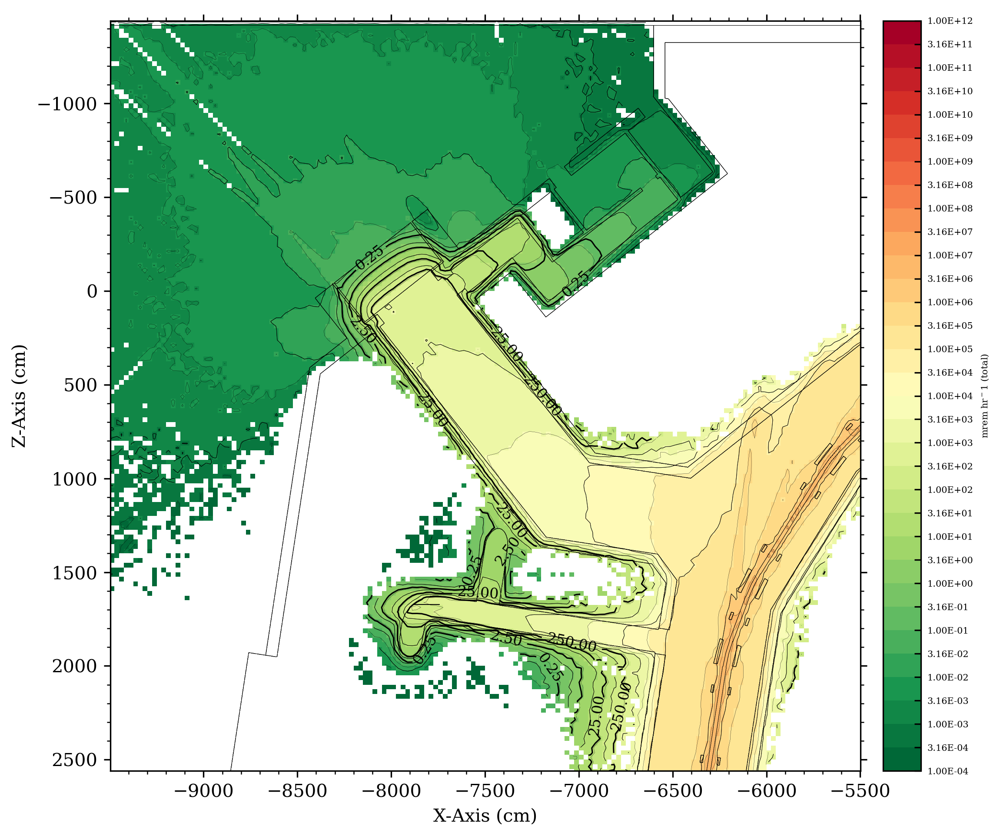 Z-Axis (cm)
−1000
−500
0
500
1000
1500
2000
2500
−9000 −8500 −8000 −7500 −7000 −6500 −6000 −5500
X-Axis (cm)
0.25
0.25
2.50
25.00
250.00
25.00
25.00
2.50
0.25
25.00
2.50
250.00
0.25
0.25
25.00
250.00
1.00E+12
3.16E+11
1.00E+11
3.16E+10
1.00E+10
3.16E+09
1.00E+09
3.16E+08
1.00E+08
3.16E+07
1.00E+07
3.16E+06
1.00E+06
3.16E+05
1.00E+05
3.16E+04
1.00E+04
3.16E+03
1.00E+03
3.16E+02
1.00E+02
3.16E+01
1.00E+01
3.16E+00
1.00E+00
3.16E-01
1.00E-01
3.16E-02
1.00E-02
3.16E-03
1.00E-03
3.16E-04
1.00E-04
mrem hr−1 (total)